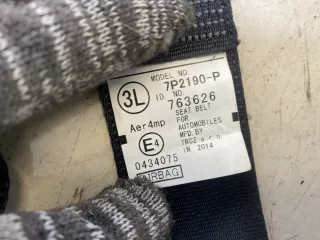 MODEL NO.
3L 7P2190-P
ID. NO.
763626
SEAT BELT
Aer4mp FOR
AUTOMOBILES
E4 MFD.BY
TRCZ s.r.o.
0434075 IN 2014
AIRBAG